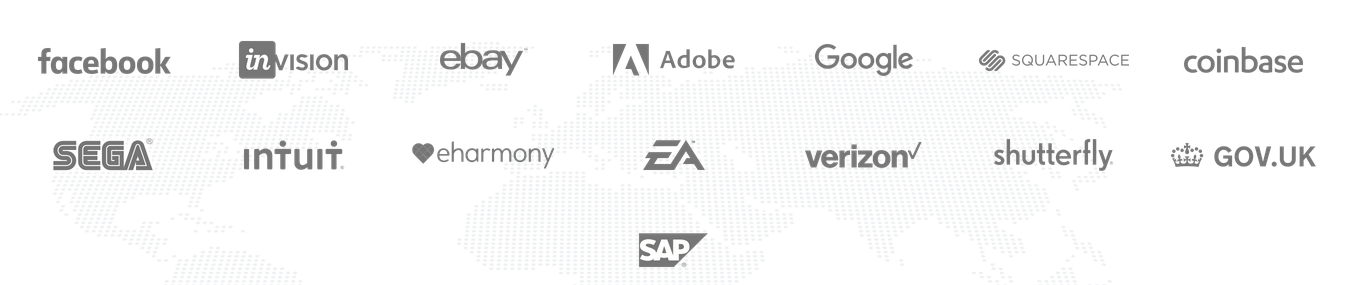 facebook invision ebay Adobe Google SQUARESPACE coinbase
SEGA® intuit. eharmony EA verizon shutterfly. GOV.UK
SAP®